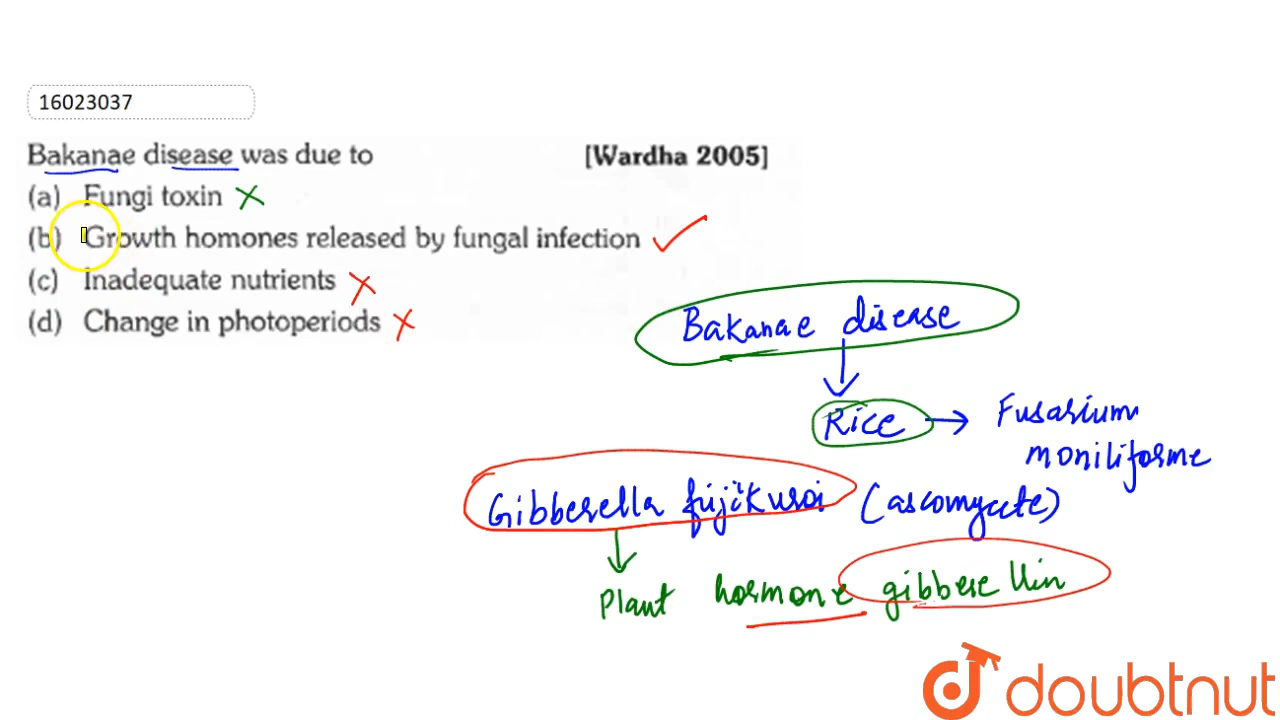 16023037
Bakanae disease was due to [Wardha 2005]
(a) Fungi toxin
(b) Growth homones released by fungal infection
(c) Inadequate nutrients
(d) Change in photoperiods
Bakanae disease
Rice → Fusarium
moniliforme
Gibberella fujikuroi (ascomycete)
Plant hormone gibberellin
doubtnut